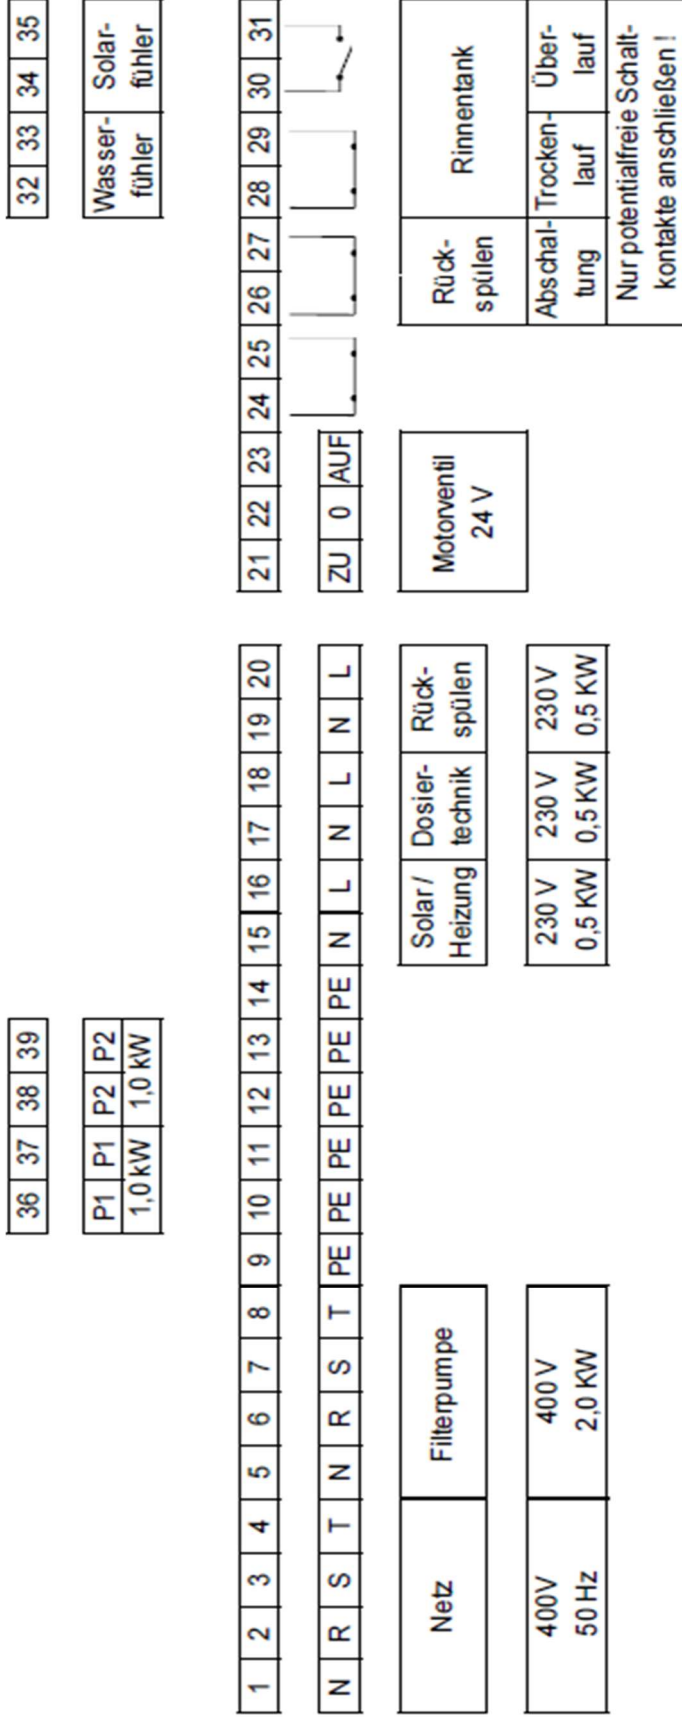 36 37 38 39
32 33 34 35
P1 P1 P2 P2
1,0 kW 1,0 kW
Wasser- Solar-
fühler fühler
1 2 3 4 5 6 7 8 9 10 11 12 13 14 15 16 17 18 19 20 21 22 23 24 25 26 27 28 29 30 31
N R S T N R S T PE PE PE PE PE PE N L N L N L ZU 0 AUF
Netz
Filterpumpe
Solar /
Heizung
Dosier-
technik
Rück-
spülen
Motorventil
24 V
Rück-
spülen
Rinnentank
400V
50 Hz
400 V
2,0 KW
230 V
0,5 KW
230 V
0,5 KW
230 V
0,5 KW
Abschal-
tung
Trocken-
lauf
Über-
lauf
Nur potentialfreie Schalt-
kontakte anschließen !